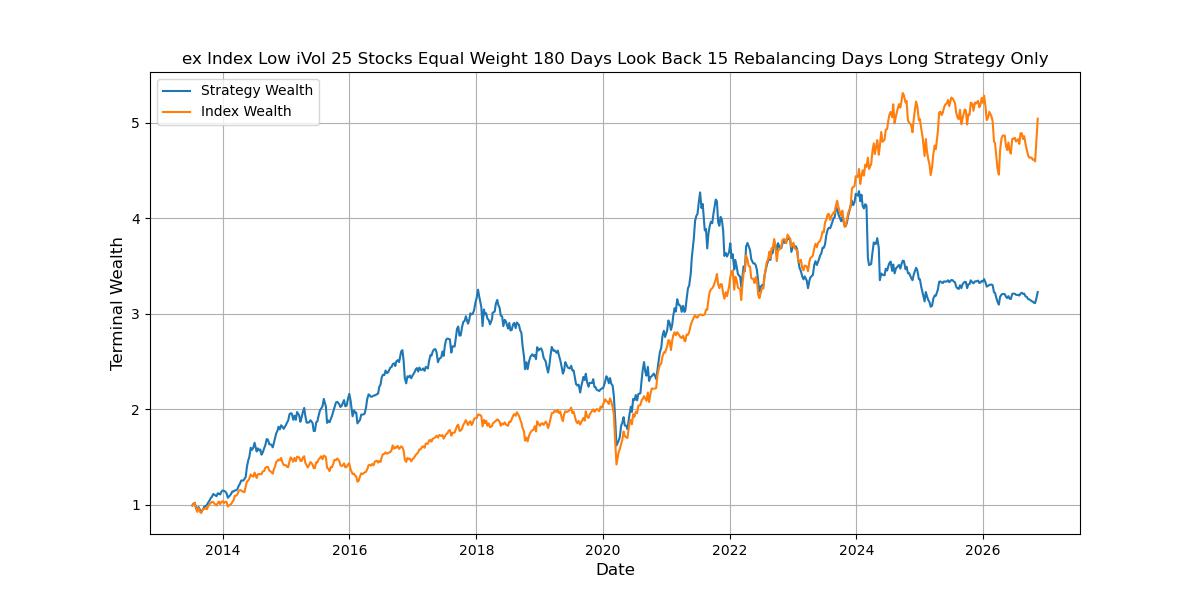 ex Index Low iVol 25 Stocks Equal Weight 180 Days Look Back 15 Rebalancing Days Long Strategy Only
Strategy Wealth
Index Wealth
Terminal Wealth
5
4
3
2
1
2014 2016 2018 2020 2022 2024 2026
Date